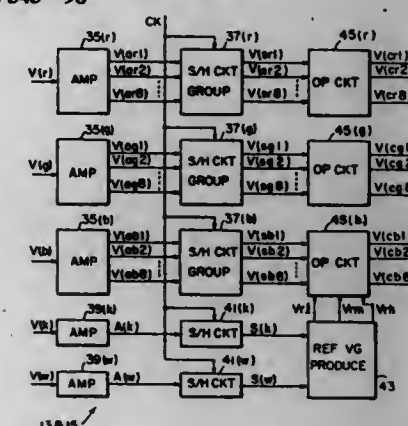 CK
35(r) 37(r) 45(r)
V(r) AMP V(ar1) V(ar2) V(ar8) S/H CKT GROUP V(sr1) V(sr2) V(sr8) OP CKT V(cr1) V(cr2) V(cr8)
35(g) 37(g) 45(g)
V(g) AMP V(ag1) V(ag2) V(ag8) S/H CKT GROUP V(sg1) V(sg2) V(sg8) OP CKT V(cg1) V(cg2) V(cg8)
35(b) 37(b) 45(b)
V(b) AMP V(ab1) V(ab2) V(ab8) S/H CKT GROUP V(sb1) V(sb2) V(sb8) OP CKT V(cb1) V(cb2) V(cb8)
Vrl Vrm Vrh
39(k) 41(k)
V(k) AMP A(k) S/H CKT S(k) REF VG PRODUCE
39(w) 41(w)
V(w) AMP A(w) S/H CKT S(w) 43